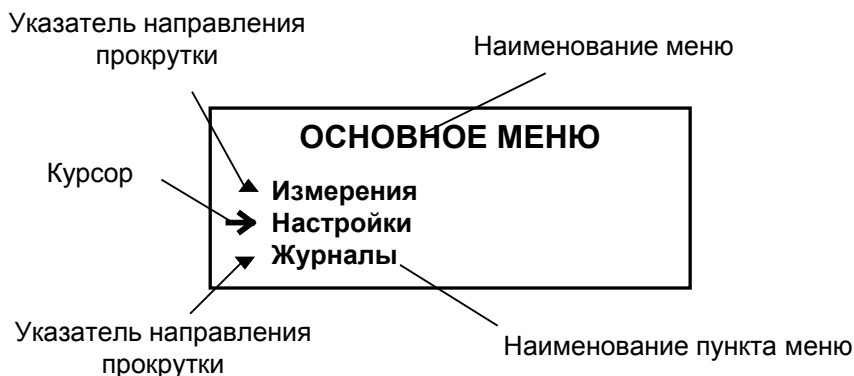 Указатель направления
прокрутки
Наименование меню
ОСНОВНОЕ МЕНЮ
Курсор
Измерения
Настройки
Журналы
Указатель направления
прокрутки
Наименование пункта меню